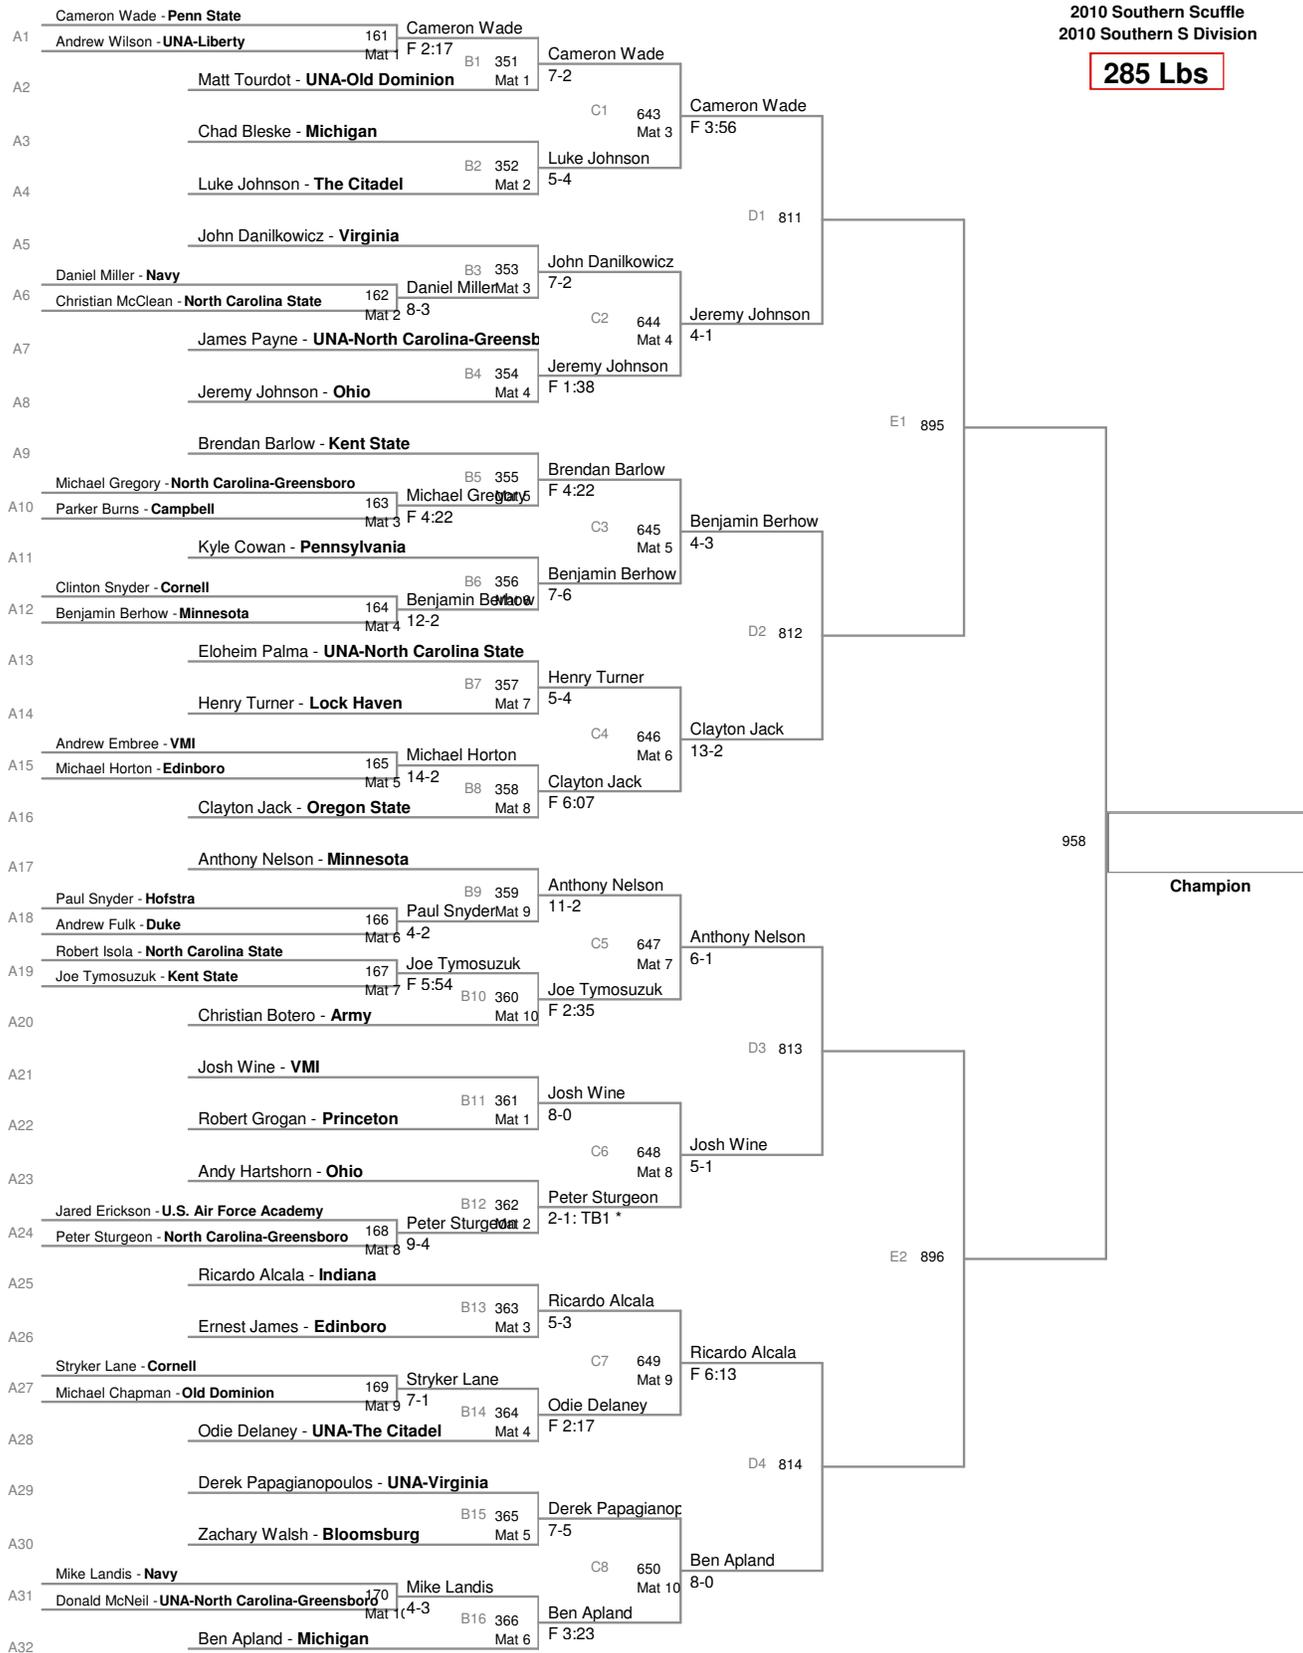 2010 Southern Scuffle
2010 Southern S Division
285 Lbs
Cameron Wade - Penn State
A1
Andrew Wilson - UNA-Liberty
161
Mat 1
Cameron Wade
F 2:17
A2
Matt Tourdot - UNA-Old Dominion
B1 351
Mat 1
Cameron Wade
7-2
A3
Chad Bleske - Michigan
C1 643
Mat 3
Cameron Wade
F 3:56
A4
Luke Johnson - The Citadel
B2 352
Mat 2
Luke Johnson
5-4
D1 811
A5
John Danilkowicz - Virginia
B3 353
Mat 3
John Danilkowicz
7-2
Daniel Miller - Navy
A6
Christian McClean - North Carolina State
162
Mat 2
Daniel Miller
8-3
C2 644
Mat 4
Jeremy Johnson
4-1
A7
James Payne - UNA-North Carolina-Greensb
B4 354
Mat 4
Jeremy Johnson
F 1:38
A8
Jeremy Johnson - Ohio
E1 895
A9
Brendan Barlow - Kent State
B5 355
Mat 5
Brendan Barlow
F 4:22
Michael Gregory - North Carolina-Greensboro
A10
Parker Burns - Campbell
163
Mat 3
Michael Gregory
F 4:22
C3 645
Mat 5
Benjamin Berhow
4-3
A11
Kyle Cowan - Pennsylvania
B6 356
Mat 6
Benjamin Berhow
7-6
Clinton Snyder - Cornell
A12
Benjamin Berhow - Minnesota
164
Mat 4
Benjamin Berhow
12-2
D2 812
A13
Eloheim Palma - UNA-North Carolina State
B7 357
Mat 7
Henry Turner
5-4
A14
Henry Turner - Lock Haven
C4 646
Mat 6
Clayton Jack
13-2
Andrew Embree - VMI
A15
Michael Horton - Edinboro
165
Mat 5
Michael Horton
14-2
B8 358
Mat 8
Clayton Jack
F 6:07
A16
Clayton Jack - Oregon State
958
Champion
A17
Anthony Nelson - Minnesota
B9 359
Mat 9
Anthony Nelson
11-2
Paul Snyder - Hofstra
A18
Andrew Fulk - Duke
166
Mat 6
Paul Snyder
4-2
C5 647
Mat 7
Anthony Nelson
6-1
Robert Isola - North Carolina State
A19
Joe Tymosuzuk - Kent State
167
Mat 7
Joe Tymosuzuk
F 5:54
B10 360
Mat 10
Joe Tymosuzuk
F 2:35
A20
Christian Botero - Army
D3 813
A21
Josh Wine - VMI
B11 361
Mat 1
Josh Wine
8-0
A22
Robert Grogan - Princeton
C6 648
Mat 8
Josh Wine
5-1
A23
Andy Hartshorn - Ohio
B12 362
Mat 2
Peter Sturgeon
2-1: TB1 *
Jared Erickson - U.S. Air Force Academy
A24
Peter Sturgeon - North Carolina-Greensboro
168
Mat 8
Peter Sturgeon
9-4
E2 896
A25
Ricardo Alcala - Indiana
B13 363
Mat 3
Ricardo Alcala
5-3
A26
Ernest James - Edinboro
C7 649
Mat 9
Ricardo Alcala
F 6:13
Stryker Lane - Cornell
A27
Michael Chapman - Old Dominion
169
Mat 9
Stryker Lane
7-1
B14 364
Mat 4
Odie Delaney
F 2:17
A28
Odie Delaney - UNA-The Citadel
D4 814
A29
Derek Papagianopoulos - UNA-Virginia
B15 365
Mat 5
Derek Papagianop
7-5
A30
Zachary Walsh - Bloomsburg
C8 650
Mat 10
Ben Apland
8-0
Mike Landis - Navy
A31
Donald McNeil - UNA-North Carolina-Greensboro
170
Mat 10
Mike Landis
4-3
B16 366
Mat 6
Ben Apland
F 3:23
A32
Ben Apland - Michigan